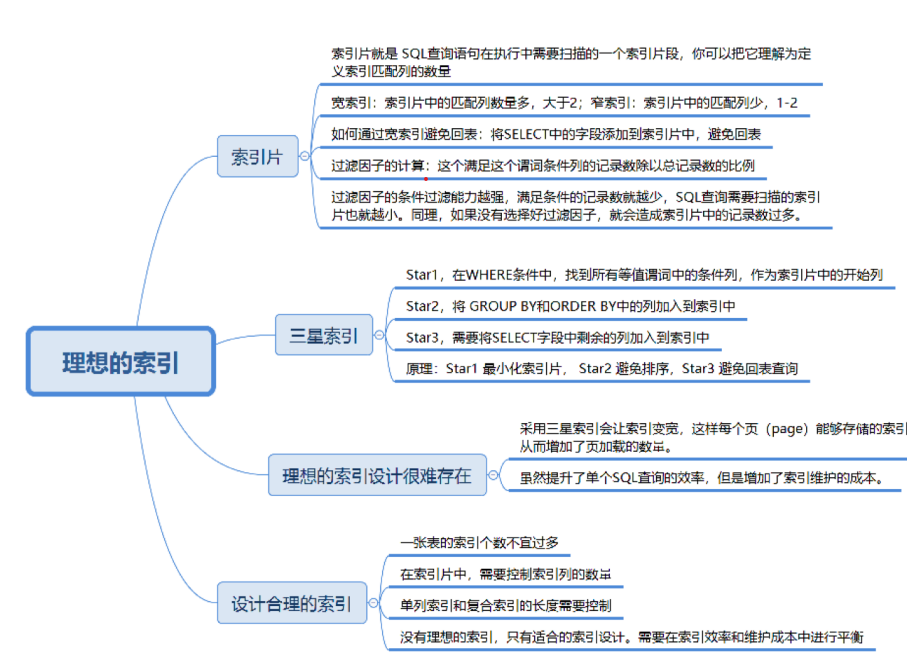 理想的索引
索引片
索引片就是 SQL查询语句在执行中需要扫描的一个索引片段，你可以把它理解为定
义索引匹配列的数量
宽索引：索引片中的匹配列数量多，大于2；窄索引：索引片中的匹配列少，1-2
如何通过宽索引避免回表：将SELECT中的字段添加到索引片中，避免回表
过滤因子的计算：这个满足这个谓词条件列的记录数除以总记录数的比例
过滤因子的条件过滤能力越强，满足条件的记录数就越少，SQL查询需要扫描的索引
片也就越小。同理，如果没有选择好过滤因子，就会造成索引片中的记录数过多。
三星索引
Star1，在WHERE条件中，找到所有等值谓词中的条件列，作为索引片中的开始列
Star2，将 GROUP BY和ORDER BY中的列加入到索引中
Star3，需要将SELECT字段中剩余的列加入到索引中
原理：Star1 最小化索引片， Star2 避免排序，Star3 避免回表查询
理想的索引设计很难存在
采用三星索引会让索引变宽，这样每个页（page）能够存储的索引
从而增加了页加载的数量。
虽然提升了单个SQL查询的效率，但是增加了索引维护的成本。
设计合理的索引
一张表的索引个数不宜过多
在索引片中，需要控制索引列的数量
单列索引和复合索引的长度需要控制
没有理想的索引，只有适合的索引设计。需要在索引效率和维护成本中进行平衡